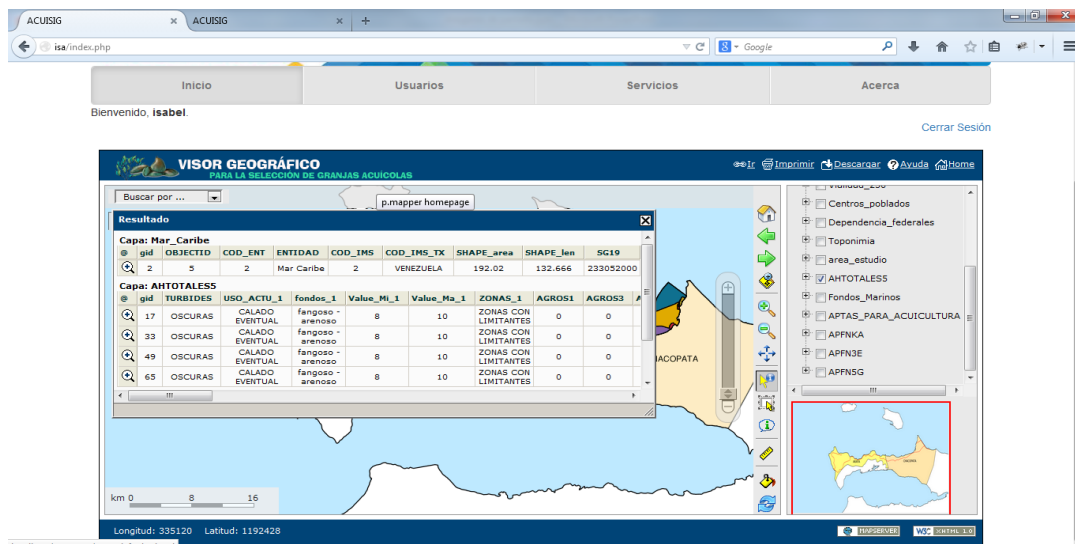 ACUISIG × ACUISIG × +
isa/index.php
Google
Inicio Usuarios Servicios Acerca
Bienvenido, isabel.
Cerrar Sesión
VISOR GEOGRÁFICO
PARA LA SELECCIÓN DE GRANJAS ACUÍCOLAS
Ir Imprimir Descargar Ayuda Home
Buscar por ...
p.mapper homepage
Resultado
Capa: Mar_Caribe
@ gid OBJECTID COD_ENT ENTIDAD COD_IMS COD_IMS_TX SHAPE_area SHAPE_len SG19
2 5 2 Mar Caribe 2 VENEZUELA 192.02 132.666 233052000
Capa: AHTOTALES5
@ gid TURBIDES USO_ACTU_1 fondos_1 Value_Mi_1 Value_Ma_1 ZONAS_1 AGROS1 AGROS3 A
17 OSCURAS CALADO EVENTUAL fangoso - arenoso 8 10 ZONAS CON LIMITANTES 0 0
33 OSCURAS CALADO EVENTUAL fangoso - arenoso 8 10 ZONAS CON LIMITANTES 0 0
49 OSCURAS CALADO EVENTUAL fangoso - arenoso 8 10 ZONAS CON LIMITANTES 0 0
65 OSCURAS CALADO EVENTUAL fangoso - arenoso 8 10 ZONAS CON LIMITANTES 0 0
IACOPATA
Centros_poblados
Dependencia_federales
Toponimia
area_estudio
AHTOTALES5
Fondos_Marinos
APTAS_PARA_ACUICULTURA
APFNKA
APFN3E
APFN5G
km 0 8 16
Longitud: 335120 Latitud: 1192428
MAPSERVER W3C XHTML 1.0